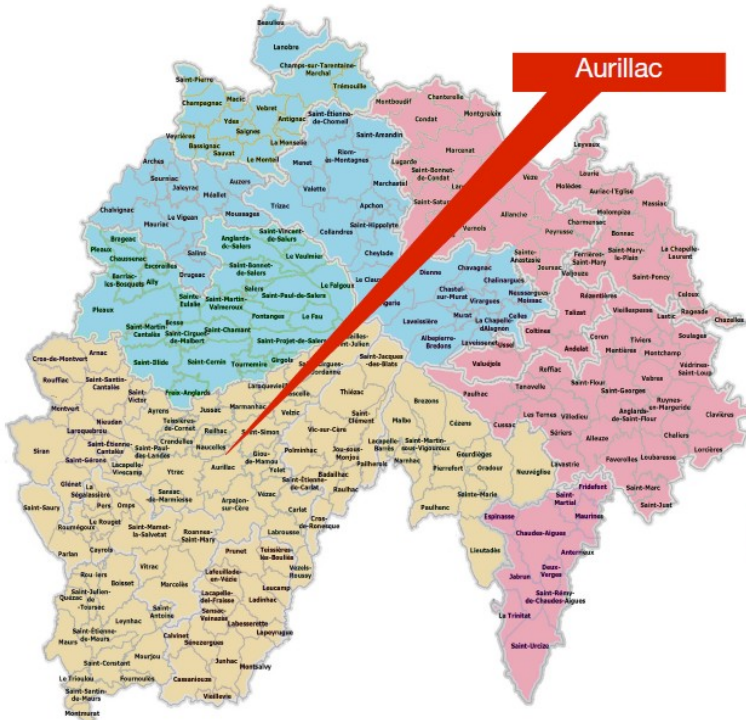 Aurillac
Beaulieu
Lanobre
Champs-sur-Tarentaine-
Marchal
Trémouille
Saint-Pierre
Champagnac
Madic
Vebret
Ydes
Antignac
Saignes
Veyrières
Bassignac
Sauvat
La Monselie
Le Monteil
Saint-Étienne-
de-Chomeil
Saint-Amandin
Riom-
ès-Montagnes
Menet
Valette
Marchastel
Apchon
Trizac
Collandres
Saint-Hippolyte
Cheylade
Montboudif
Chanterelle
Condat
Montgreleix
Marcenat
Lugarde
Saint-Bonnet-
de-Condat
Vernols
Allanche
Vèze
Peyrusse
Leyvaux
Laurie
Molèdes
Auriac-l'Église
Molompize
Massiac
Charmensac
Bonnac
Ferrières-
Saint-Mary
Saint-Mary-
le-Plain
La Chapelle-
Laurent
Valjouze
Joursac
Sainte-
Anastasie
Saint-Poncy
Celoux
Rageade
Chazelles
Arches
Sourniac
Jaleyrac
Auzers
Méallet
Chalvignac
Le Vigean
Mauriac
Moussages
Salins
Drugeac
Brageac
Pleaux
Chaussenac
Escorailles
Barriac-
les-Bosquets
Ally
Pleaux
Sainte-
Eulalie
Anglards-
de-Salers
Saint-Vincent-
de-Salers
Le Vaulmier
Saint-Bonnet-
de-Salers
Salers
Le Falgoux
Saint-Martin-
Valmeroux
Saint-Paul-de-Salers
Fontanges
Le Fau
Saint-Martin-
Cantalès
Besse
Saint-Cirgues-
de-Malbert
Saint-Chamant
Saint-Projet-de-Salers
Saint-Illide
Saint-Cernin
Tournemire
Girgols
Freix-Anglards
Dienne
Chavagnac
Chalinargues
Chastel-
sur-Murat
Virargues
Neussargues-
Moissac
Murat
Celles
La Chapelle-
d'Alagnon
Laveissière
Albepierre-
Bredons
Laveissenet
Ussel
Valuéjols
Rézentières
Vieillespesse
Lastic
Talizat
Coltines
Coren
Tiviers
Soulages
Andelat
Mentières
Montchamp
Vabres
Védrines-
Saint-Loup
Roffiac
Saint-Flour
Saint-Georges
Tanavelle
Paulhac
Ruynes-
en-Margeride
Les Ternes
Villedieu
Anglards-
de-Saint-Flour
Clavières
Cussac
Sériers
Alleuze
Chaliers
Lavastrie
Faverolles
Loubaresse
Lorcières
Saint-Marc
Saint-Just
Neuvéglise
Fridefont
Saint-
Martial
Maurines
Espinasse
Chaudes-Aigues
Anterrieux
Deux-
Verges
Jabrun
Saint-Rémy-
de-Chaudes-Aigues
La Trinitat
Saint-Urcize
Lieutadès
Brezons
Malbo
Cézens
Saint-Martin-
sous-Vigouroux
Gourdièges
Pierrefort
Oradour
Narnhac
Sainte-Marie
Paulhenc
Lacapelle-
Barrès
Pailherols
Saint-Jacques
-des-Blats
Thiézac
Saint-
Clément
Vic-sur-Cère
Polminhac
Jou-sous-
Monjou
Badailhac
Raulhac
Cros-
de-Ronesque
Saint-Étienne-
de-Carlat
Carlat
Vézac
Yolet
Giou-
de-Mamou
Saint-Simon
Velzic
Marmanhac
Jussac
Reilhac
Naucelles
Aurillac
Arpajon-
sur-Cère
Ytrac
Crandelles
Teissières-
de-Cornet
Ayrens
Saint-Paul-
des-Landes
Saint-
Victor
Arnac
Cros-de-Montvert
Rouffiac
Saint-Santin-
Cantalès
Montvert
Nieudan
Laroquebrou
Saint-Étienne-
Cantalès
Siran
Saint-Gérons
Lacapelle-
Viescamp
Glénat
La
Ségalassière
Pers
Omps
Sansac-
de-Marmiesse
Saint-Saury
Le Rouget
Roumégoux
Saint-Mamet-
la-Salvetat
Roannes-
Saint-Mary
Labrousse
Parlan
Cayrols
Vitrac
Prunet
Teissières-
les-Bouliès
Vezels-
Roussy
Lafeuillade-
en-Vézie
Boisset
Marcolès
Leucamp
Lacapelle-
del-Fraisse
Ladinhac
Quézac
Saint-Julien-
de-Toursac
Saint-
Antoine
Sansac-
Veinazès
Labesserette
Lapeyrugue
Leynhac
Saint-Étienne-
de-Maurs
Maurs
Calvinet
Sénezergues
Mourjou
Junhac
Montsalvy
Saint-Constant
Fournoulès
Cassaniouze
Vieillevie
Le Trioulou
Saint-Santin-
de-Maurs
Montmurat